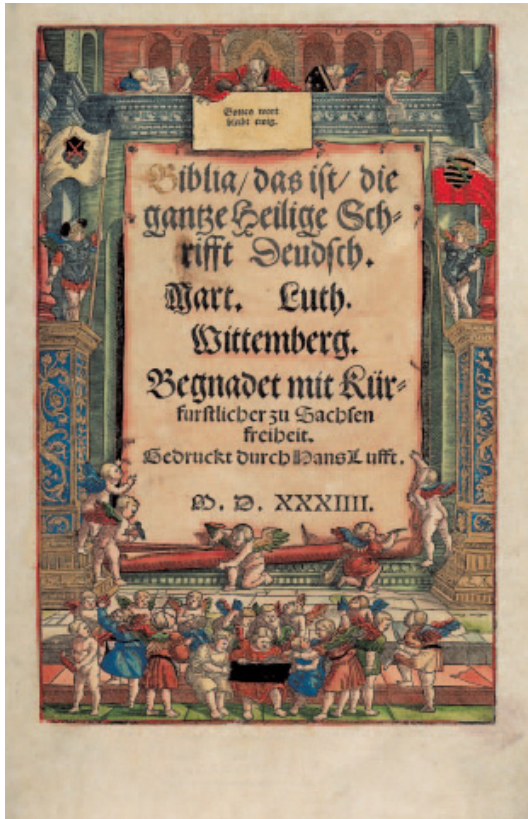 Gottes wort
bleibt ewig.
Biblia/ das ist/ die
gantze Heilige Sch-
rifft Deudsch.
Mart. Luth.
Wittemberg.
Begnadet mit Kür-
furstlicher zu Sachsen
freiheit.
Gedruckt durch Hans Lufft.
M. D. XXXIIII.